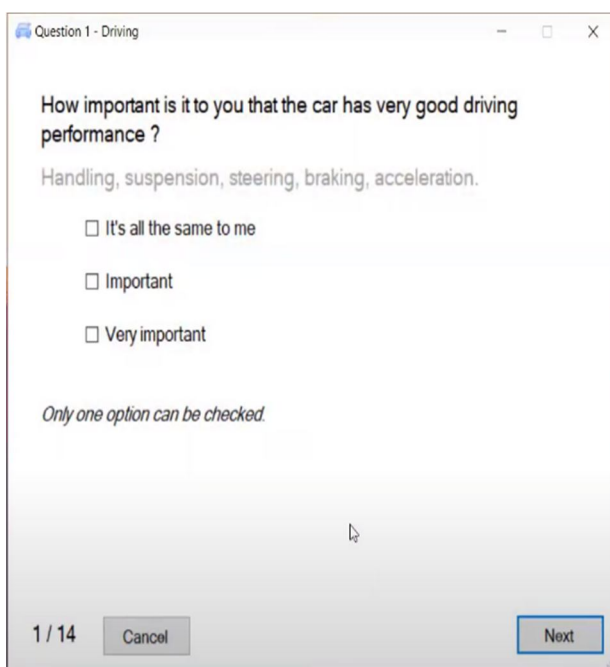 Question 1 - Driving
How important is it to you that the car has very good driving
performance ?
Handling, suspension, steering, braking, acceleration.
It's all the same to me
Important
Very important
Only one option can be checked.
1 / 14
Cancel
Next